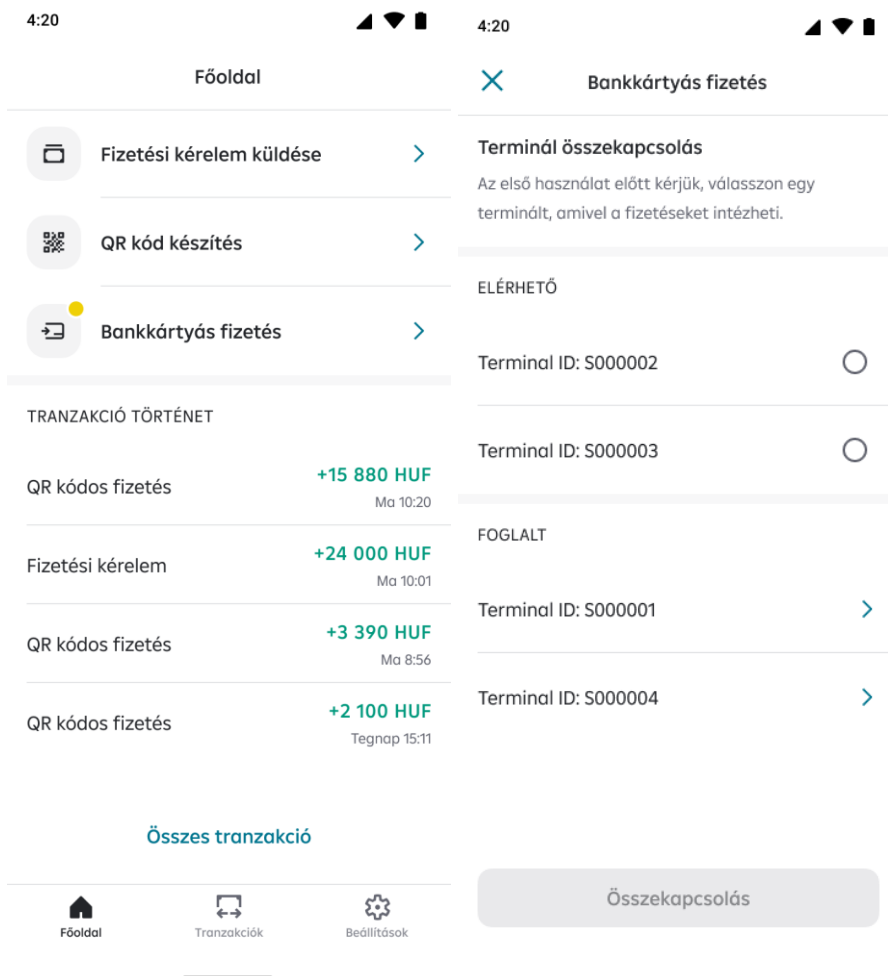 4:20
Főoldal
Fizetési kérelem küldése
QR kód készítés
Bankkártyás fizetés
TRANZAKCIÓ TÖRTÉNET
QR kódos fizetés
+15 880 HUF
Ma 10:20
Fizetési kérelem
+24 000 HUF
Ma 10:01
QR kódos fizetés
+3 390 HUF
Ma 8:56
QR kódos fizetés
+2 100 HUF
Tegnap 15:11
Összes tranzakció
Főoldal
Tranzakciók
Beállítások
4:20
Bankkártyás fizetés
Terminál összekapcsolás
Az első használat előtt kérjük, válasszon egy
terminált, amivel a fizetéseket intézheti.
ELÉRHETŐ
Terminal ID: S000002
Terminal ID: S000003
FOGLALT
Terminal ID: S000001
Terminal ID: S000004
Összekapcsolás